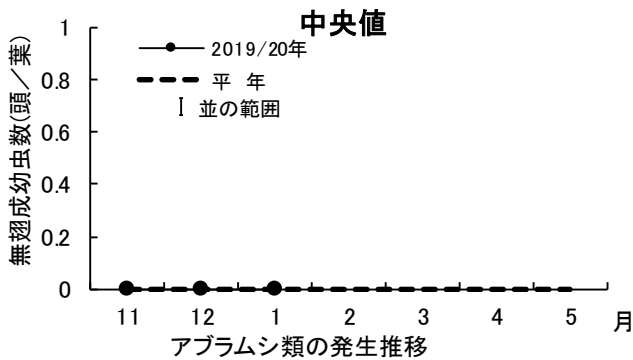 中央値
1
0.8
0.6
0.4
0.2
0
無翅成幼虫数(頭/葉)
2019/20年
平 年
並の範囲
11 12 1 2 3 4 5 月
アブラムシ類の発生推移